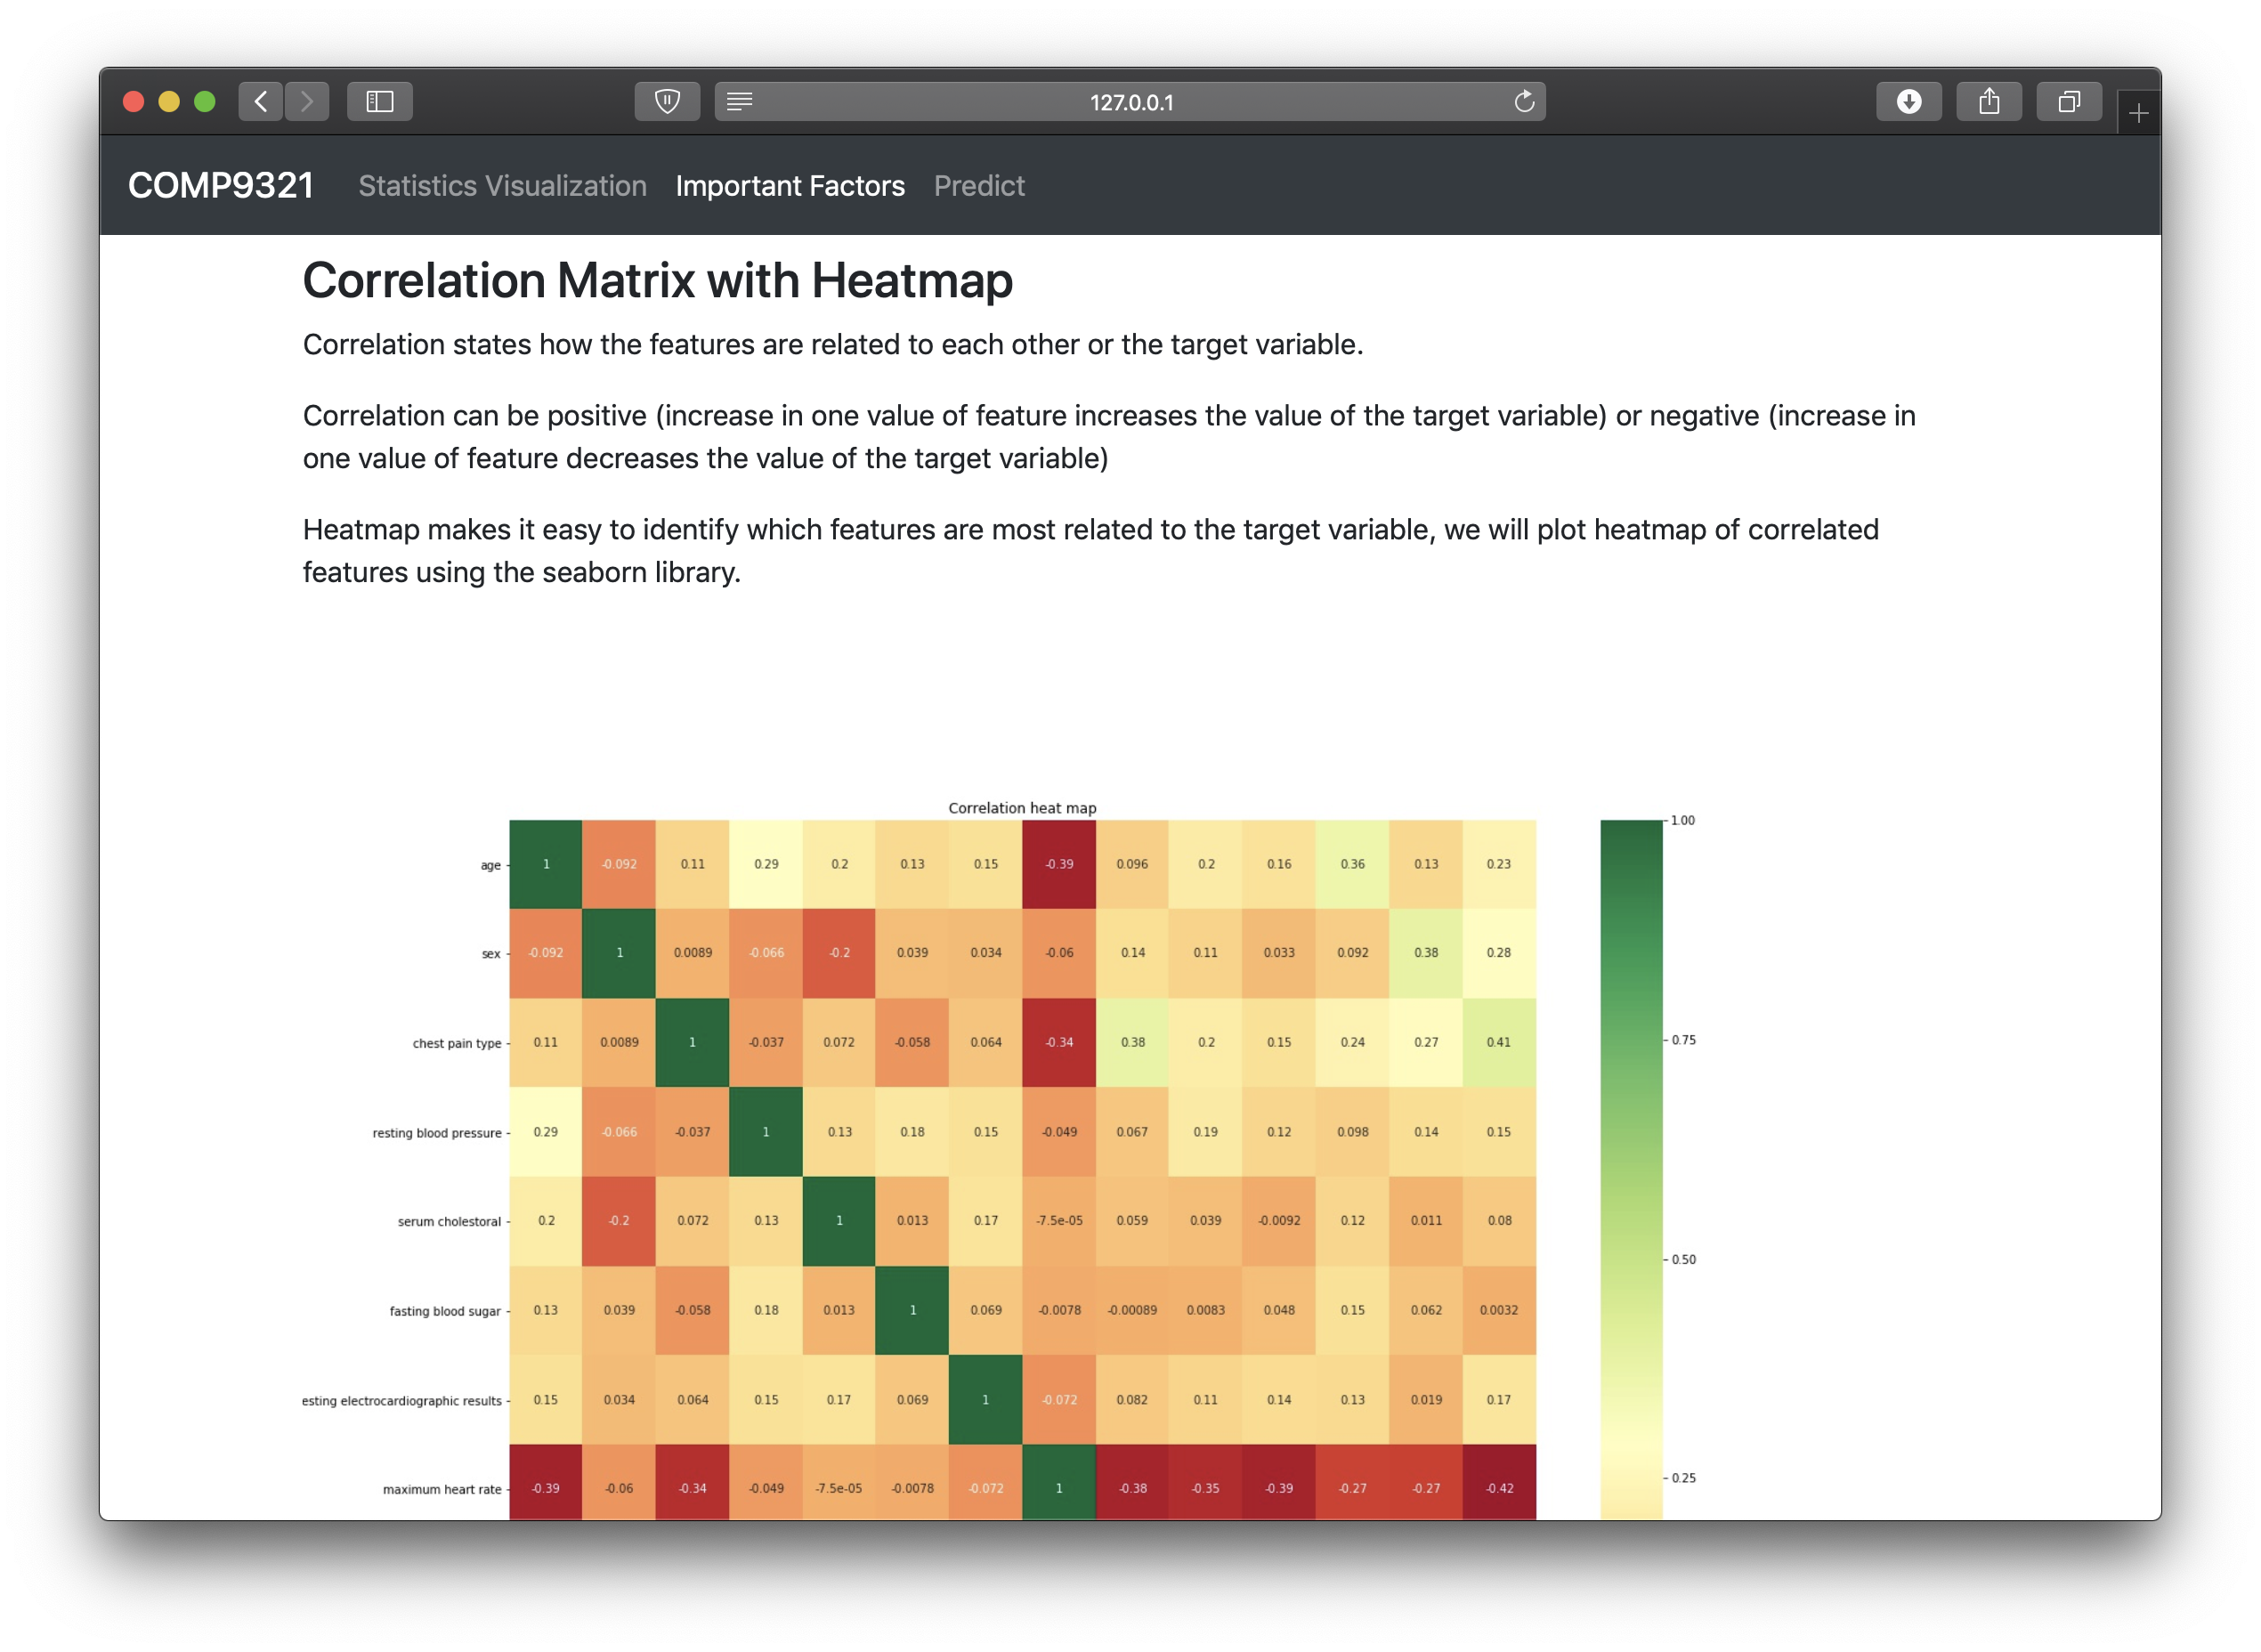 127.0.0.1
COMP9321 Statistics Visualization Important Factors Predict
Correlation Matrix with Heatmap
Correlation states how the features are related to each other or the target variable.
Correlation can be positive (increase in one value of feature increases the value of the target variable) or negative (increase in
one value of feature decreases the value of the target variable)
Heatmap makes it easy to identify which features are most related to the target variable, we will plot heatmap of correlated
features using the seaborn library.
Correlation heat map
age 1 -0.092 0.11 0.29 0.2 0.13 0.15 -0.39 0.096 0.2 0.16 0.36 0.13 0.23
sex -0.092 1 0.0089 -0.066 -0.2 0.039 0.034 -0.06 0.14 0.11 0.033 0.092 0.38 0.28
chest pain type 0.11 0.0089 1 -0.037 0.072 -0.058 0.064 -0.34 0.38 0.2 0.15 0.24 0.27 0.41
resting blood pressure 0.29 -0.066 -0.037 1 0.13 0.18 0.15 -0.049 0.067 0.19 0.12 0.098 0.14 0.15
serum cholestoral 0.2 -0.2 0.072 0.13 1 0.013 0.17 -7.5e-05 0.059 0.039 -0.0092 0.12 0.011 0.08
fasting blood sugar 0.13 0.039 -0.058 0.18 0.013 1 0.069 -0.0078 -0.00089 0.0083 0.048 0.15 0.062 0.0032
esting electrocardiographic results 0.15 0.034 0.064 0.15 0.17 0.069 1 -0.072 0.082 0.11 0.14 0.13 0.019 0.17
maximum heart rate -0.39 -0.06 -0.34 -0.049 -7.5e-05 -0.0078 -0.072 1 -0.38 -0.35 -0.39 -0.27 -0.27 -0.42
1.00
0.75
0.50
0.25